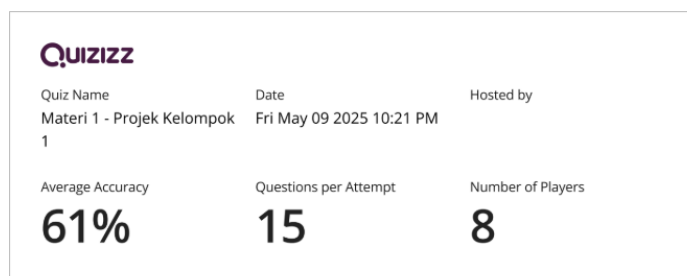 Quizizz
Quiz Name
Materi 1 - Projek Kelompok
1
Date
Fri May 09 2025 10:21 PM
Hosted by
Average Accuracy
61%
Questions per Attempt
15
Number of Players
8